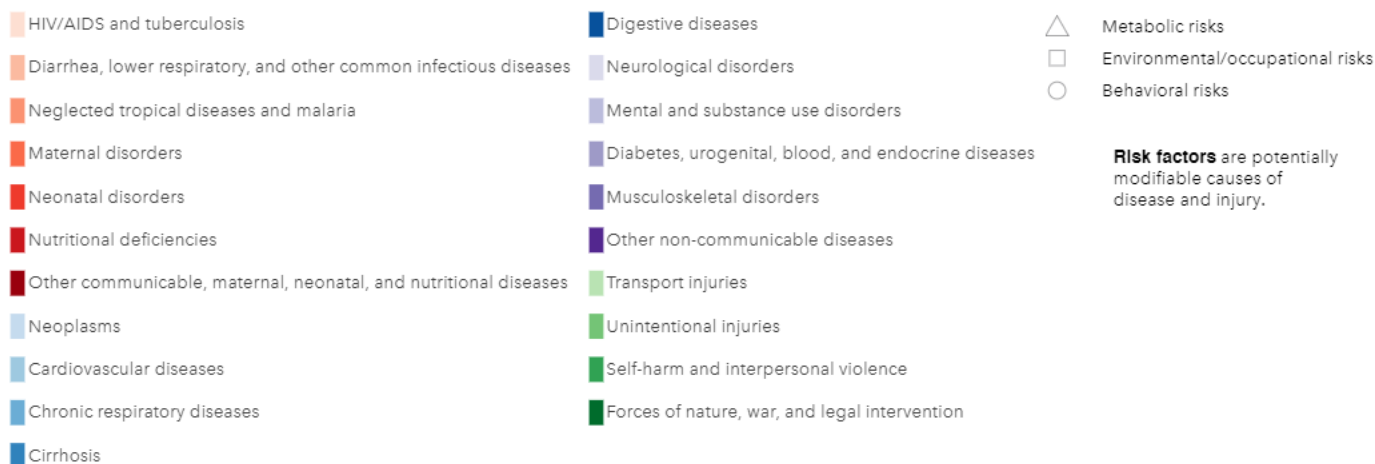 HIV/AIDS and tuberculosis
Diarrhea, lower respiratory, and other common infectious diseases
Neglected tropical diseases and malaria
Maternal disorders
Neonatal disorders
Nutritional deficiencies
Other communicable, maternal, neonatal, and nutritional diseases
Neoplasms
Cardiovascular diseases
Chronic respiratory diseases
Cirrhosis
Digestive diseases
Neurological disorders
Mental and substance use disorders
Diabetes, urogenital, blood, and endocrine diseases
Musculoskeletal disorders
Other non-communicable diseases
Transport injuries
Unintentional injuries
Self-harm and interpersonal violence
Forces of nature, war, and legal intervention
Metabolic risks
Environmental/occupational risks
Behavioral risks
Risk factors are potentially
modifiable causes of
disease and injury.